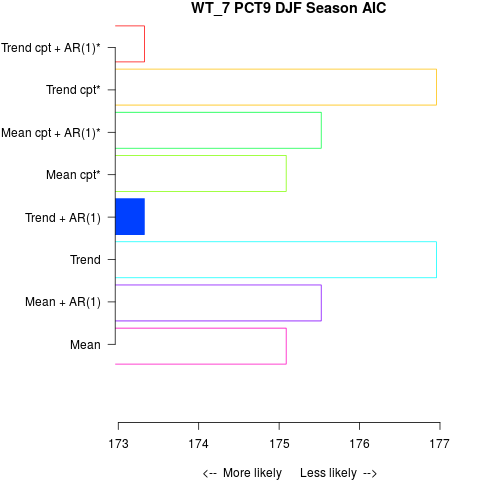 WT_7 PCT9 DJF Season AIC
Trend cpt + AR(1)*
Trend cpt*
Mean cpt + AR(1)*
Mean cpt*
Trend + AR(1)
Trend
Mean + AR(1)
Mean
173 174 175 176 177
<-- More likely Less likely -->